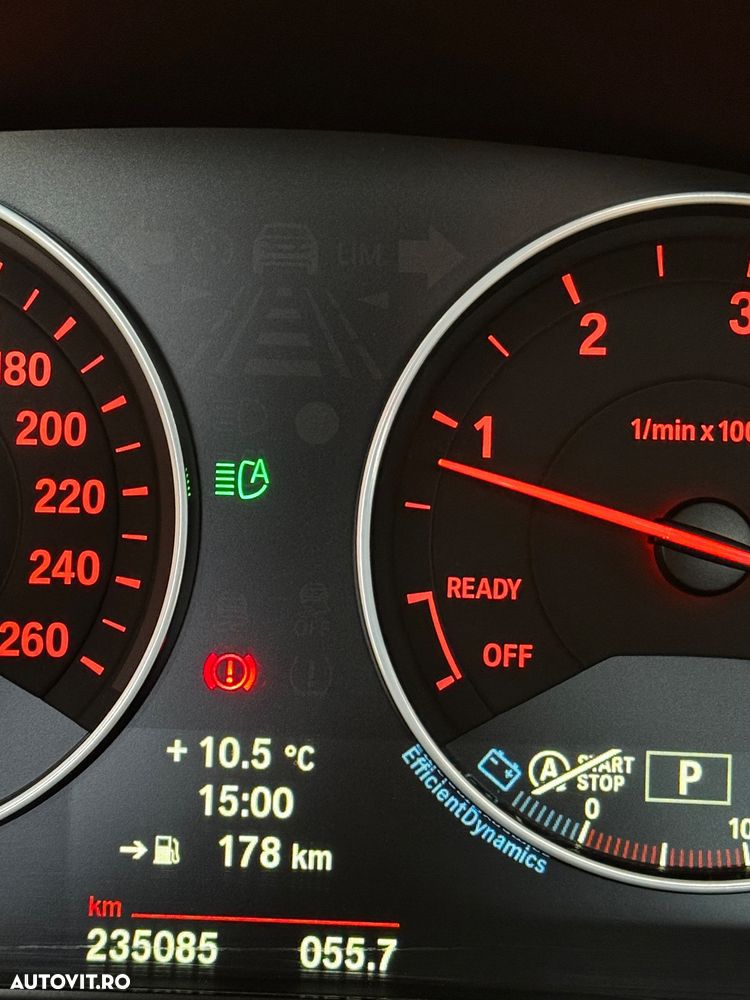 LIM
180
200
220
240
260
1
2
3
1/min x 100
READY
OFF
A
+ 10.5 °C
15:00
→ 178 km
km
235085 055.7
EfficientDynamics
A START
STOP
P
0
10
AUTOVIT.RO